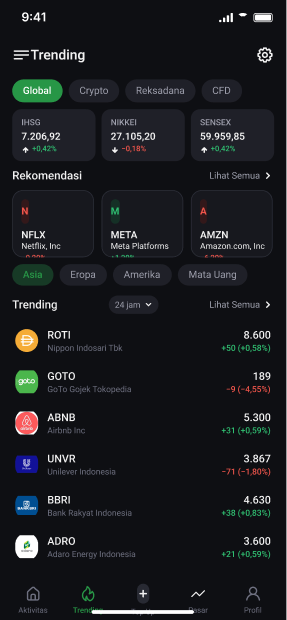 9:41
Trending
Global Crypto Reksadana CFD
IHSG NIKKEI SENSEX
7.206,92 27.105,20 59.959,85
+0,42% −0,18% +0,42%
Rekomendasi Lihat Semua
N M A
NFLX META AMZN
Netflix, Inc Meta Platforms Amazon.com, Inc
Asia Eropa Amerika Mata Uang
Trending 24 jam Lihat Semua
ROTI 8.600
Nippon Indosari Tbk +50 (+0,58%)
goto
GOTO 189
GoTo Gojek Tokopedia −9 (−4,55%)
airbnb
ABNB 5.300
Airbnb Inc +31 (+0,59%)
UNVR 3.867
Unilever Indonesia −71 (−1,80%)
BBRI 4.630
Bank Rakyat Indonesia +38 (+0,83%)
ADRO 3.600
Adaro Energy Indonesia +21 (+0,59%)
Aktivitas Trending Pasar Profil